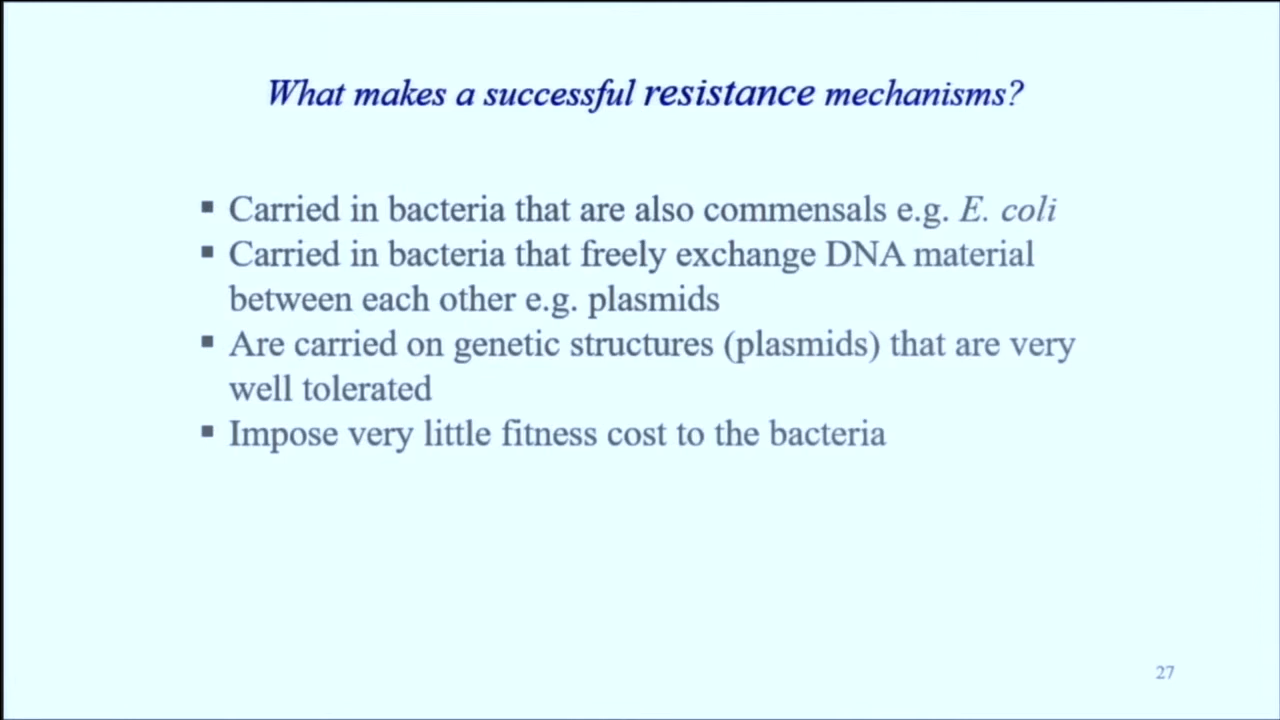 What makes a successful resistance mechanisms?
▪ Carried in bacteria that are also commensals e.g. E. coli
▪ Carried in bacteria that freely exchange DNA material
between each other e.g. plasmids
▪ Are carried on genetic structures (plasmids) that are very
well tolerated
▪ Impose very little fitness cost to the bacteria
27